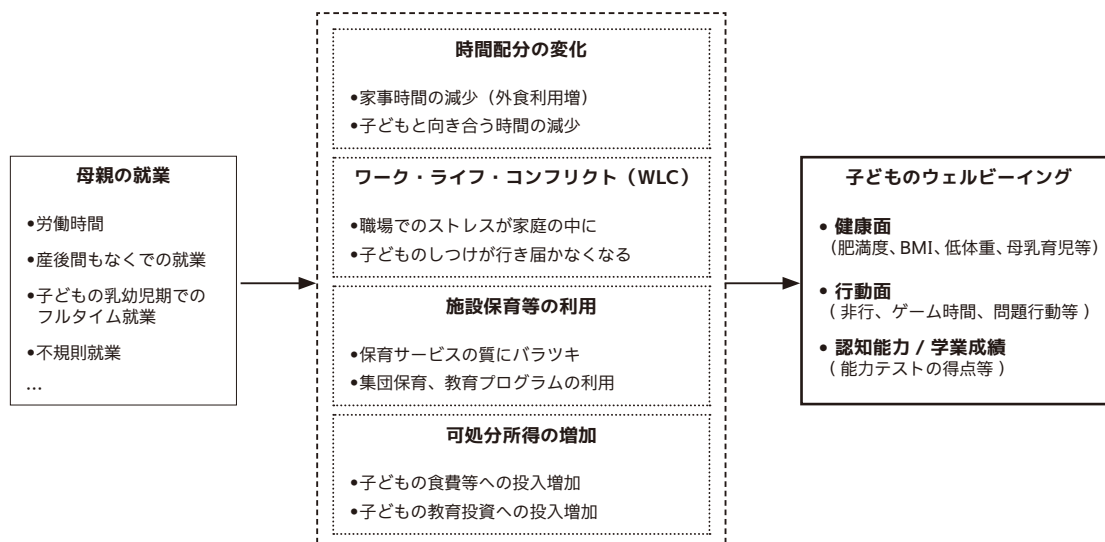 母親の就業
•労働時間
•産後間もなくでの就業
•子どもの乳幼児期での
フルタイム就業
•不規則就業
…
時間配分の変化
•家事時間の減少（外食利用増）
•子どもと向き合う時間の減少
ワーク・ライフ・コンフリクト（WLC）
•職場でのストレスが家庭の中に
•子どものしつけが行き届かなくなる
施設保育等の利用
•保育サービスの質にバラツキ
•集団保育、教育プログラムの利用
可処分所得の増加
•子どもの食費等への投入増加
•子どもの教育投資への投入増加
子どものウェルビーイング
• 健康面
(肥満度、BMI、低体重、母乳育児等)
• 行動面
( 非行、ゲーム時間、問題行動等 )
• 認知能力 / 学業成績
( 能力テストの得点等 )